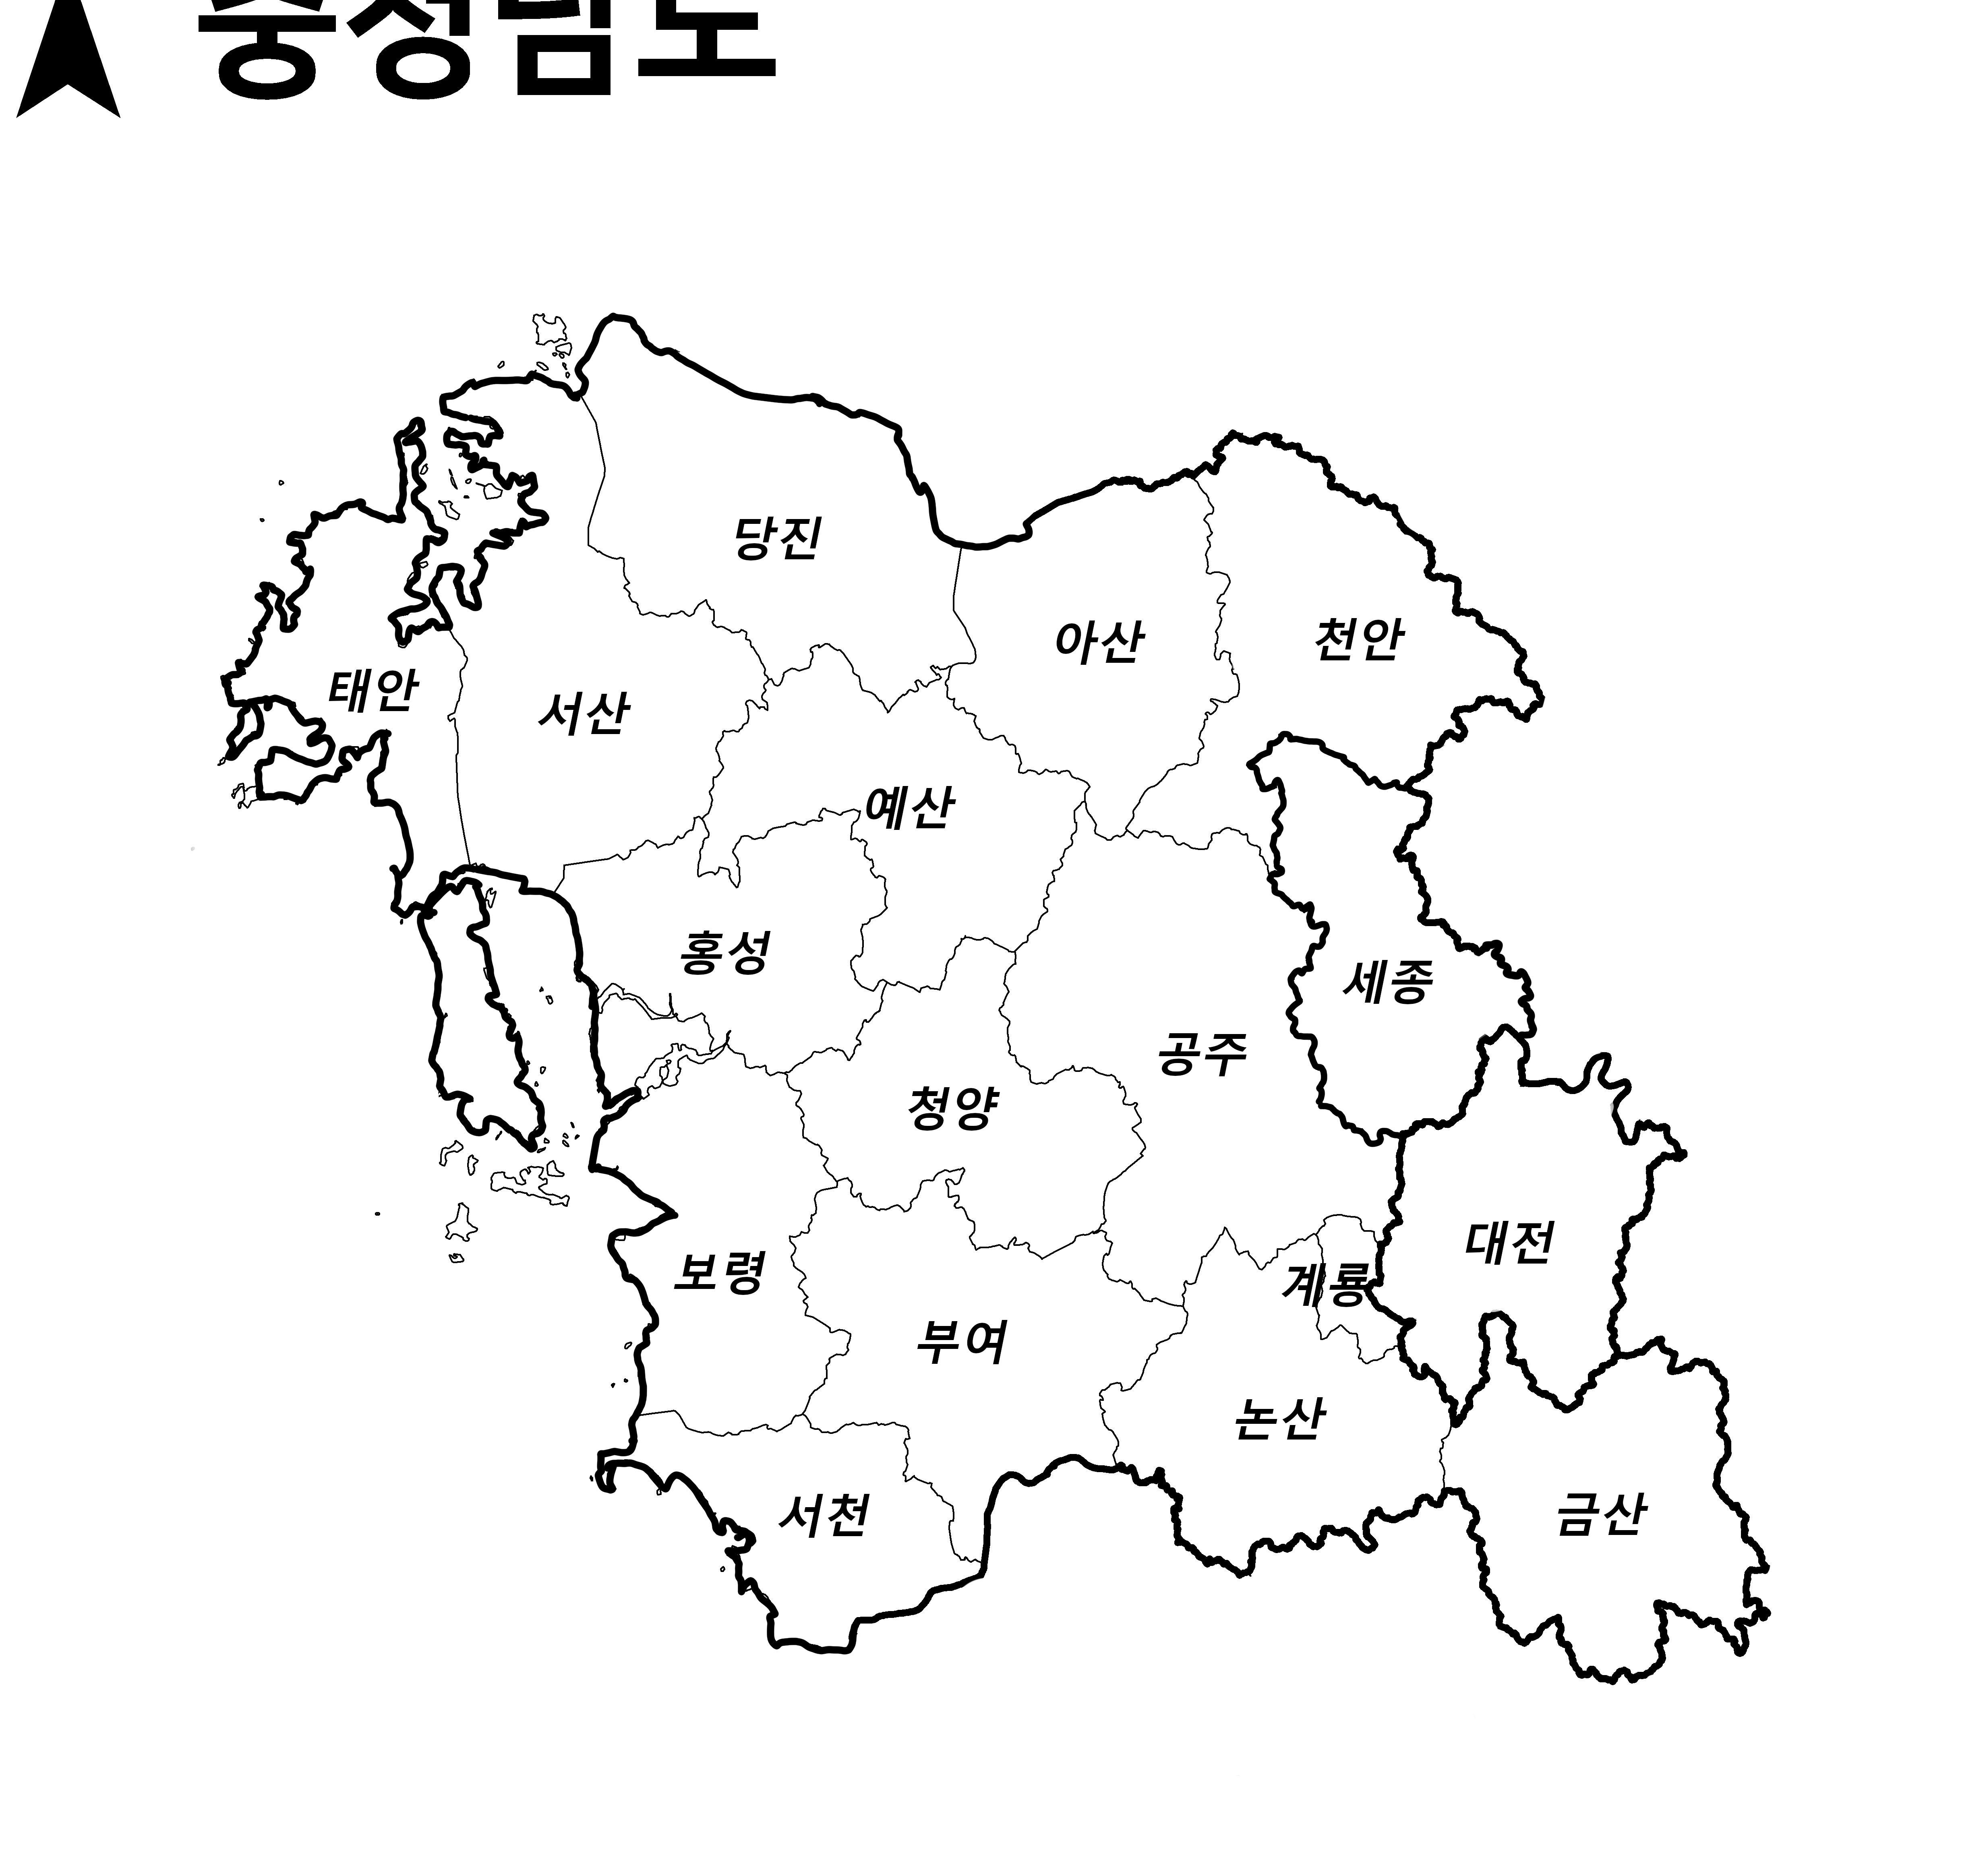 충청남도
당진
아산
천안
태안
서산
예산
홍성
세종
공주
청양
대전
보령
계룡
부여
논산
서천
금산